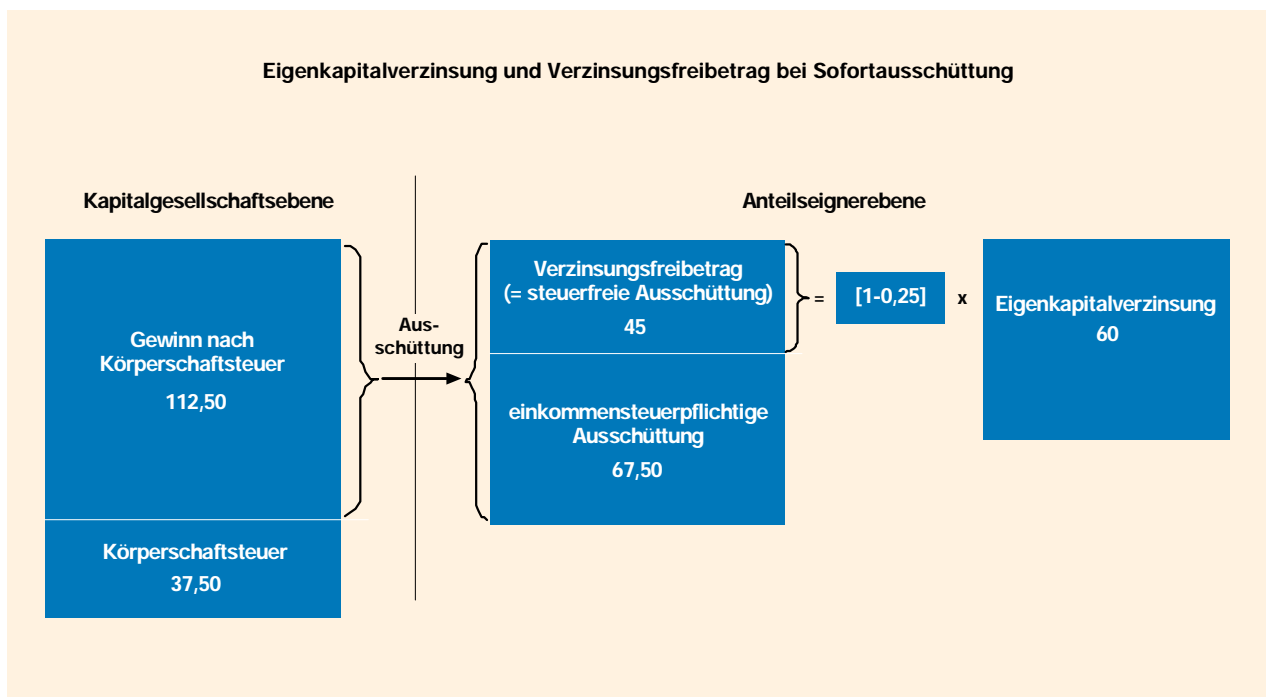 Eigenkapitalverzinsung und Verzinsungsfreibetrag bei Sofortausschüttung
Kapitalgesellschaftsebene
Anteilseignerebene
Gewinn nach
Körperschaftsteuer
112,50
Körperschaftsteuer
37,50
Aus-
schüttung
Verzinsungsfreibetrag
(= steuerfreie Ausschüttung)
45
einkommensteuerpflichtige
Ausschüttung
67,50
=
[1-0,25]
x
Eigenkapitalverzinsung
60